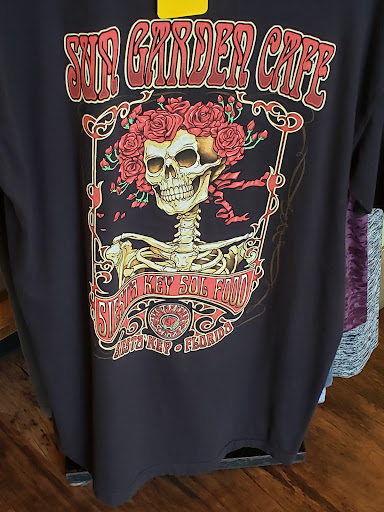 SUN GARDEN CAFE
SIESTA KEY SOL FOOD
SIESTA KEY • FLORIDA